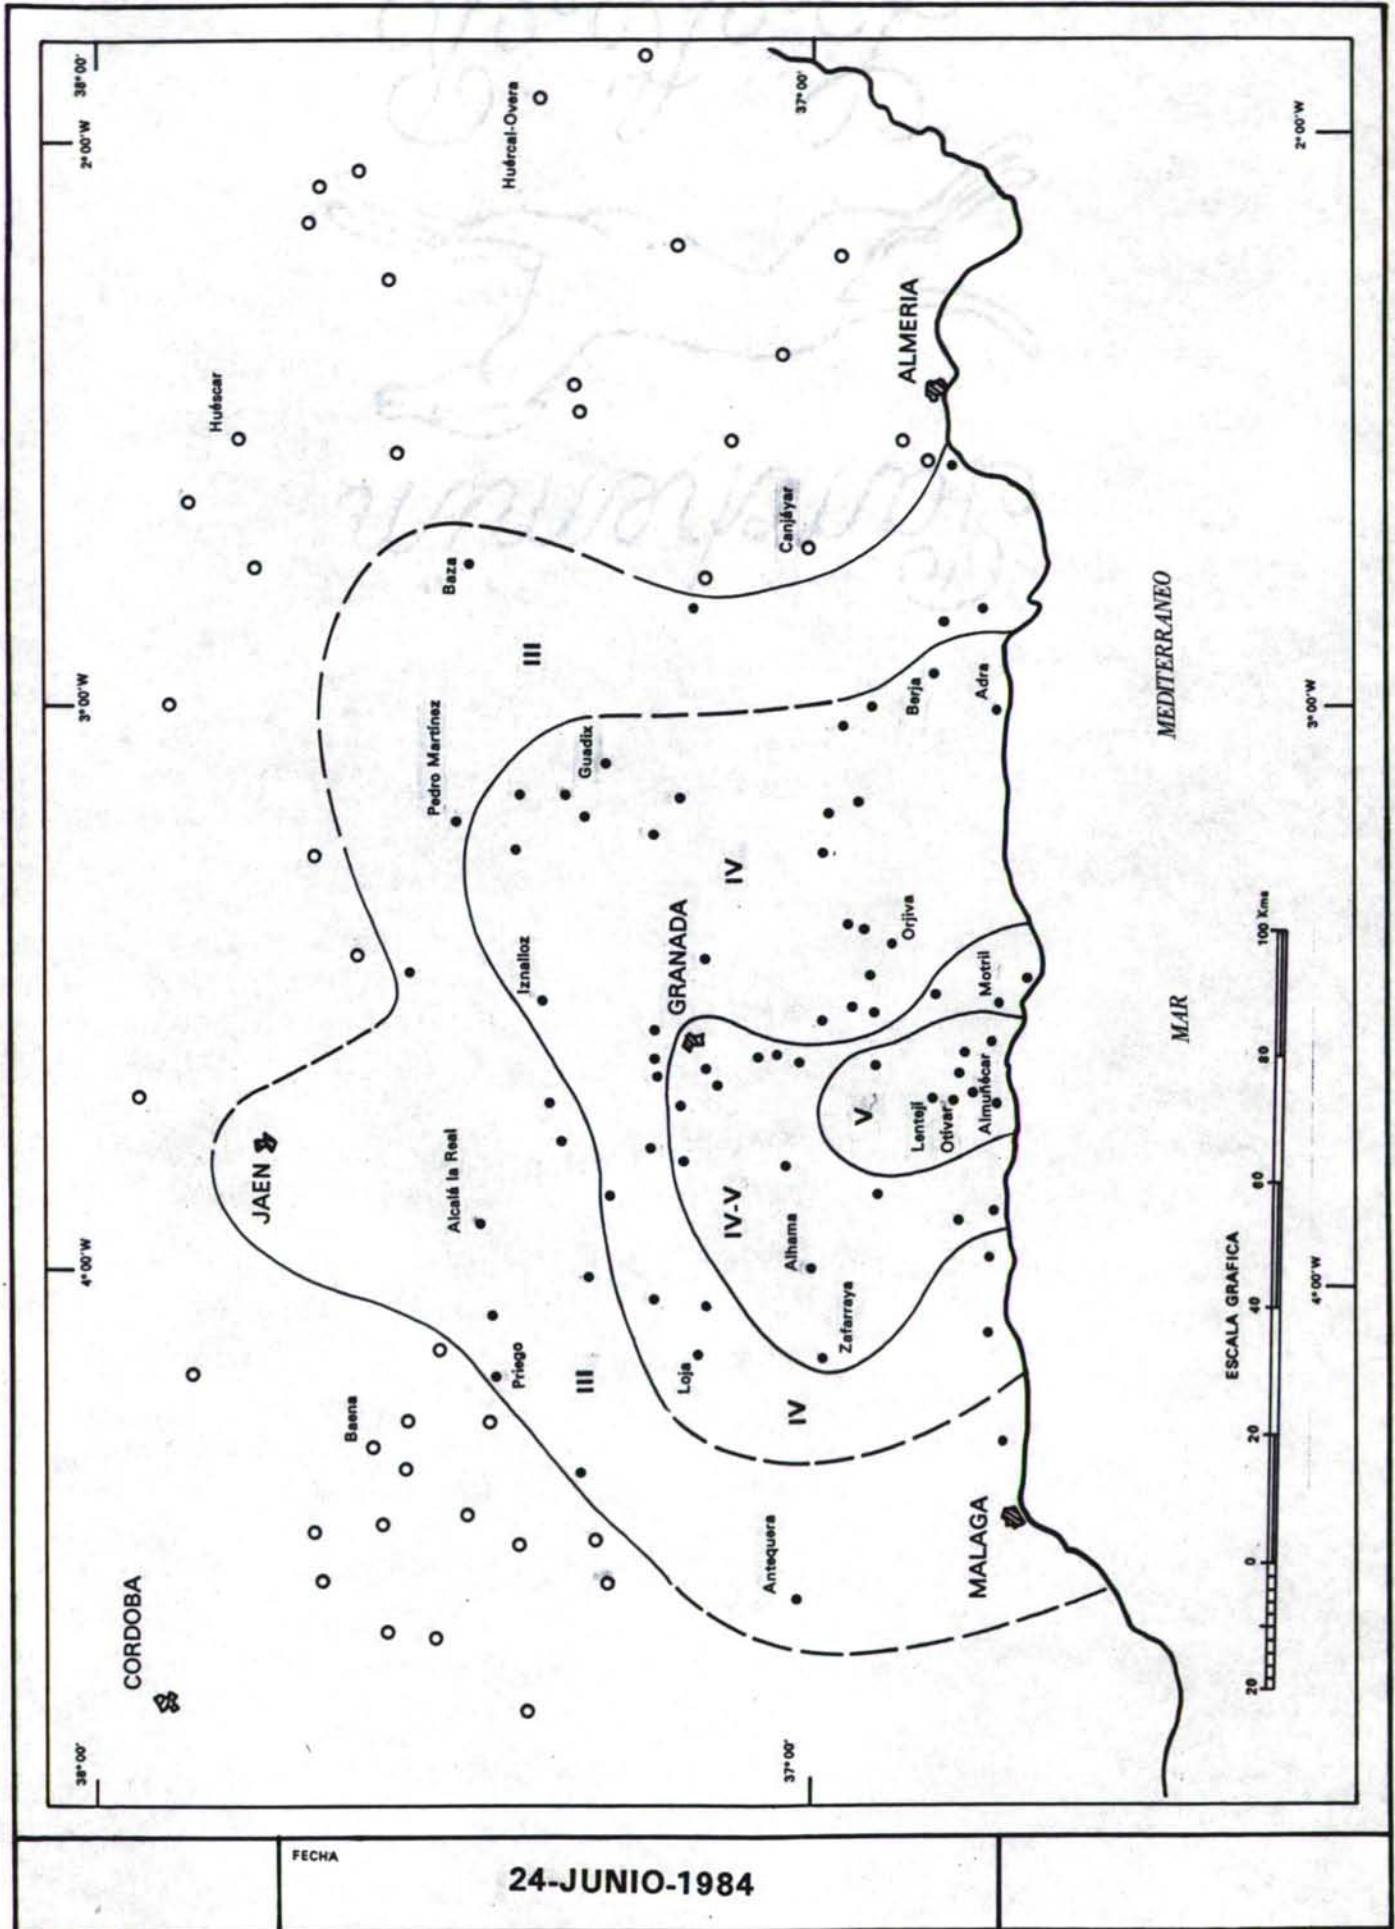 38°00'
2°00'W
3°00'W
4°00'W
38°00'
37°00'
37°00'
2°00'W
3°00'W
4°00'W
Huércal-Overa
Huéscar
ALMERIA
Canjáyar
Baza
III
Pedro Martínez
Guadix
Berja
Adra
IV
Iznalloz
GRANADA
Orjiva
Motril
JAEN
Alcalá la Real
V
Lentejí
Otívar
Almuñécar
IV-V
Alhama
Zafarraya
Priego
III
Loja
IV
Baena
CORDOBA
Antequera
MALAGA
MAR
MEDITERRANEO
ESCALA GRAFICA
20 0 20 40 60 80 100 Kms
FECHA
24-JUNIO-1984